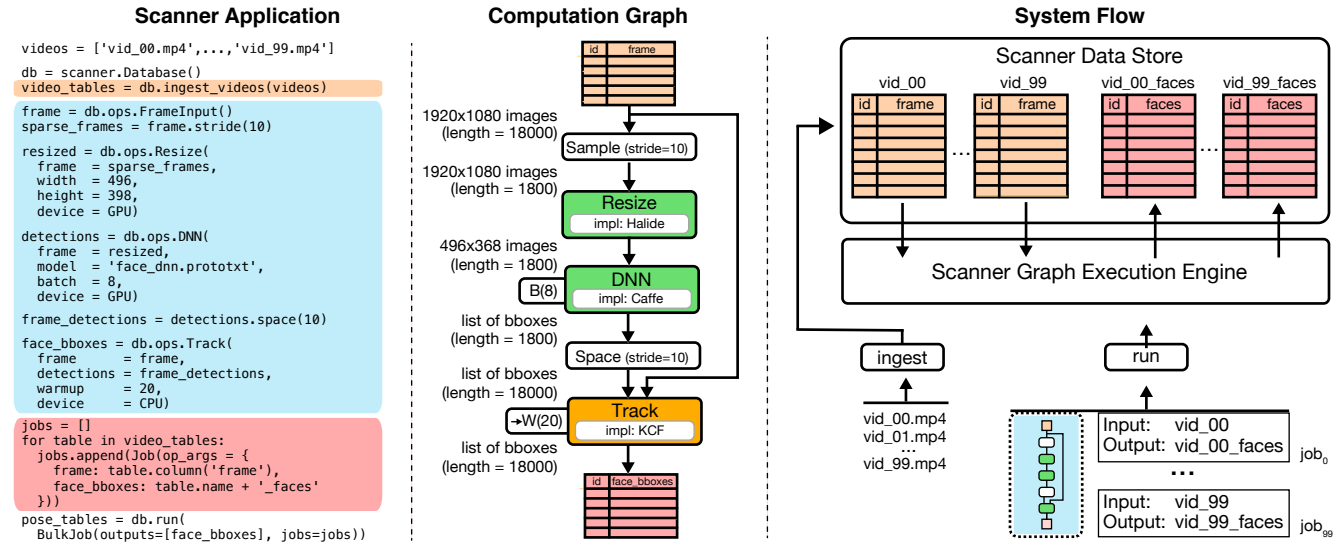 Scanner Application
videos = ['vid_00.mp4',...,'vid_99.mp4']
db = scanner.Database()
video_tables = db.ingest_videos(videos)
frame = db.ops.FrameInput()
sparse_frames = frame.stride(10)
resized = db.ops.Resize(
frame = sparse_frames,
width = 496,
height = 398,
device = GPU)
detections = db.ops.DNN(
frame = resized,
model = 'face_dnn.prototxt',
batch = 8,
device = GPU)
frame_detections = detections.space(10)
face_bboxes = db.ops.Track(
frame = frame,
detections = frame_detections,
warmup = 20,
device = CPU)
jobs = []
for table in video_tables:
jobs.append(Job(op_args = {
frame: table.column('frame'),
face_bboxes: table.name + '_faces'
}))
pose_tables = db.run(
BulkJob(outputs=[face_bboxes], jobs=jobs))
Computation Graph
id frame
1920x1080 images
(length = 18000)
Sample (stride=10)
1920x1080 images
(length = 1800)
Resize
impl: Halide
496x368 images
(length = 1800)
DNN
B(8)
impl: Caffe
list of bboxes
(length = 1800)
Space (stride=10)
list of bboxes
(length = 18000)
Track
→W(20)
impl: KCF
list of bboxes
(length = 18000)
id face_bboxes
System Flow
Scanner Data Store
vid_00 vid_99 vid_00_faces vid_99_faces
id frame id frame id faces id faces
... ...
Scanner Graph Execution Engine
ingest
run
vid_00.mp4
vid_01.mp4
...
vid_99.mp4
Input: vid_00
Output: vid_00_faces
job0
...
Input: vid_99
Output: vid_99_faces
job99